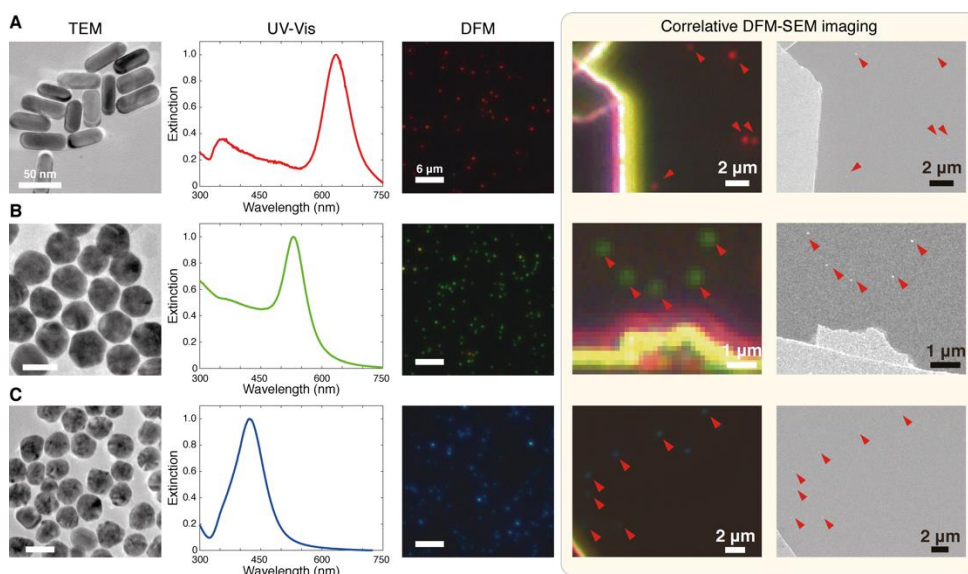 A
TEM
UV-Vis
DFM
Correlative DFM-SEM imaging
50 nm
Extinction
1.0
0.8
0.6
0.4
0.2
0
300
450
600
750
Wavelength (nm)
6 μm
2 μm
2 μm
B
Extinction
1.0
0.8
0.6
0.4
0.2
0
300
450
600
750
Wavelength (nm)
1 μm
1 μm
C
Extinction
1.0
0.8
0.6
0.4
0.2
0
300
450
600
750
Wavelength (nm)
2 μm
2 μm